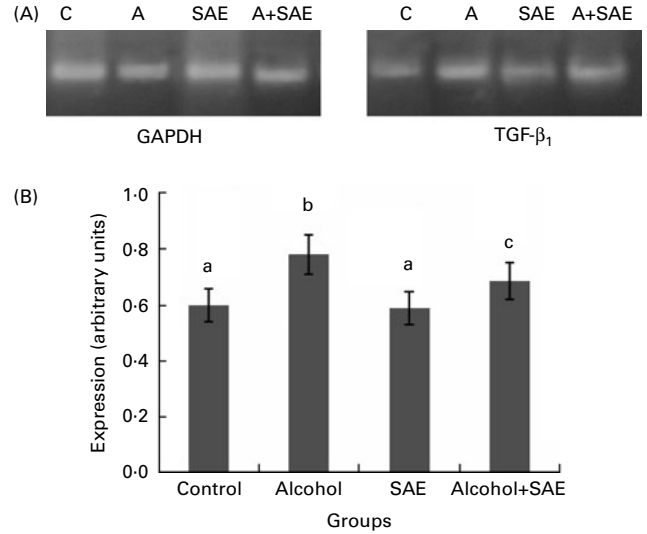 (A)
C A SAE A+SAE C A SAE A+SAE
GAPDH TGF-β₁
(B)
1·0
0·8
0·6
0·4
0·2
0·0
Expression (arbitrary units)
a b a c
Control Alcohol SAE Alcohol+SAE
Groups